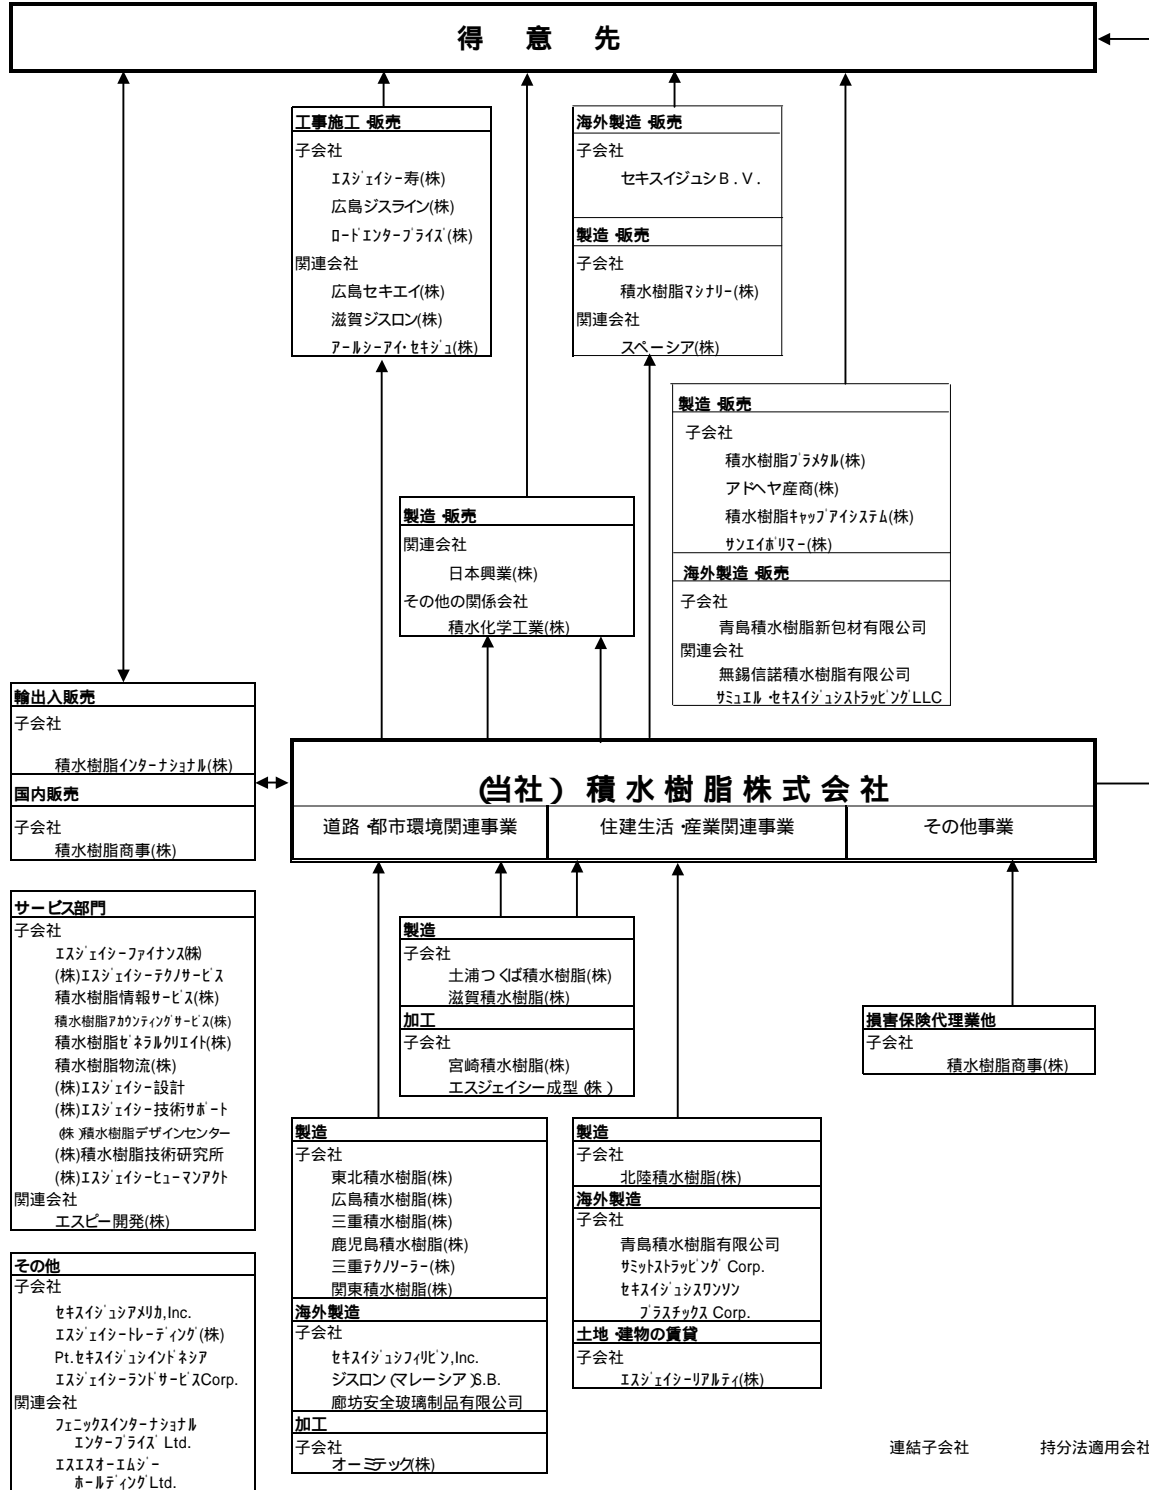 得 意 先
工事施工・販売
子会社
エスジェイシー寿(株)
広島ジスライン(株)
ロードエンタープライズ(株)
関連会社
広島セキエイ(株)
滋賀ジスロン(株)
アールシーアイ・セキジュ(株)
海外製造・販売
子会社
セキスイジュシB.V.
製造・販売
子会社
積水樹脂マシナリー(株)
関連会社
スペーシア(株)
製造・販売
子会社
積水樹脂プラメタル(株)
アドヘヤ産商(株)
積水樹脂キャップアイシステム(株)
サンエイポリマー(株)
海外製造・販売
子会社
青島積水樹脂新包材有限公司
関連会社
無錫信諾積水樹脂有限公司
サミュエル・セキスイジュシストラッピングLLC
製造・販売
関連会社
日本興業(株)
その他の関係会社
積水化学工業(株)
輸出入販売
子会社
積水樹脂インターナショナル(株)
国内販売
子会社
積水樹脂商事(株)
(当社) 積水樹脂株式会社
道路・都市環境関連事業
住建生活・産業関連事業
その他事業
サービス部門
子会社
エスジェイシーファイナンス(株)
(株)エスジェイシーテクノサービス
積水樹脂情報サービス(株)
積水樹脂アカウンティングサービス(株)
積水樹脂ゼネラルクリエイト(株)
積水樹脂物流(株)
(株)エスジェイシー設計
(株)エスジェイシー技術サポート
(株)積水樹脂デザインセンター
(株)積水樹脂技術研究所
(株)エスジェイシーヒューマンアクト
関連会社
エスピー開発(株)
その他
子会社
セキスイジュシアメリカ,Inc.
エスジェイシートレーディング(株)
Pt.セキスイジュシインドネシア
エスジェイシーランドサービスCorp.
関連会社
フェニックスインターナショナル
エンタープライズ Ltd.
エスエスオーエムジー
ホールディングLtd.
製造
子会社
土浦つくば積水樹脂(株)
滋賀積水樹脂(株)
加工
子会社
宮崎積水樹脂(株)
エスジェイシー成型(株)
損害保険代理業他
子会社
積水樹脂商事(株)
製造
子会社
東北積水樹脂(株)
広島積水樹脂(株)
三重積水樹脂(株)
鹿児島積水樹脂(株)
三重テクノソーラー(株)
関東積水樹脂(株)
海外製造
子会社
セキスイジュシフィリピン,Inc.
ジスロン(マレーシア)S.B.
廊坊安全玻璃制品有限公司
加工
子会社
オーミテック(株)
製造
子会社
北陸積水樹脂(株)
海外製造
子会社
青島積水樹脂有限公司
サミットストラッピング Corp.
セキスイジュシスワンソン
プラスチックス Corp.
土地・建物の賃貸
子会社
エスジェイシーリアルティ(株)
連結子会社 持分法適用会社